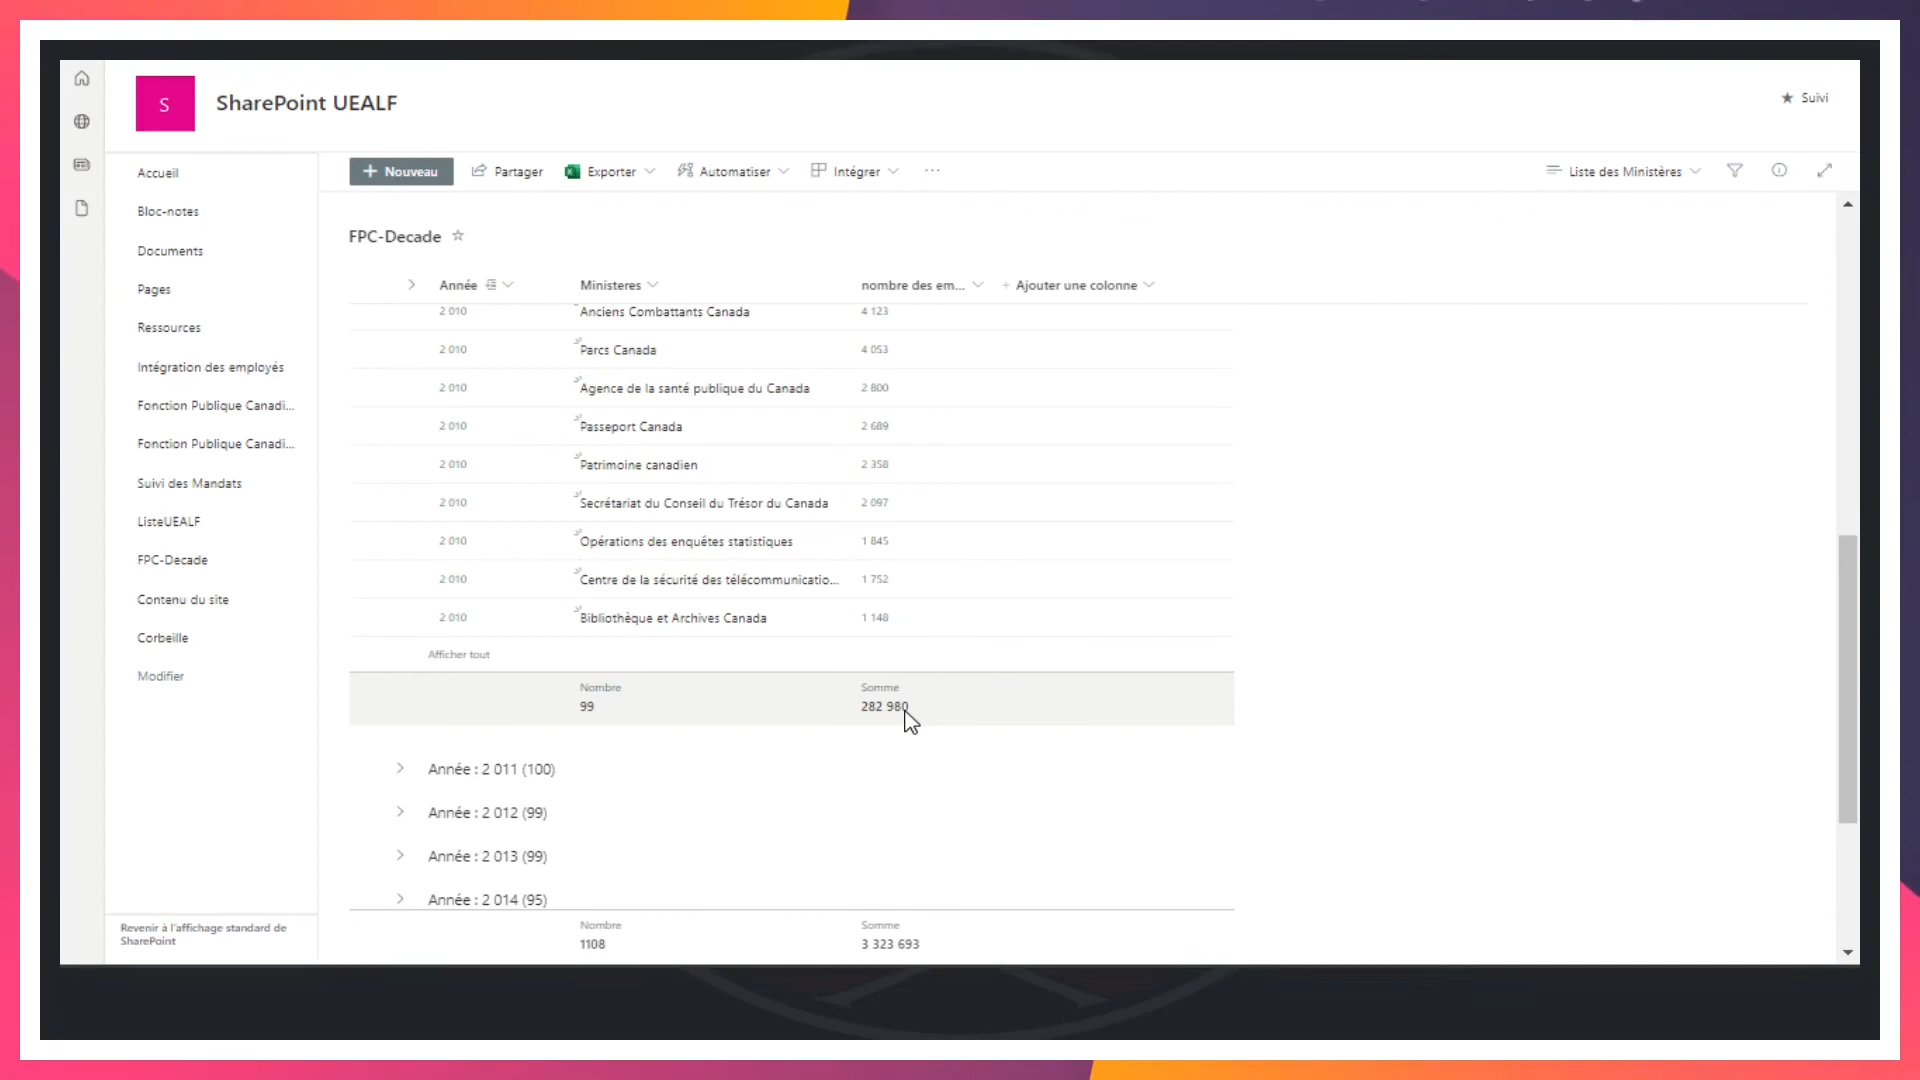 S
SharePoint UEALF
Suivi
Accueil
Bloc-notes
Documents
Pages
Ressources
Intégration des employés
Fonction Publique Canadi...
Fonction Publique Canadi...
Suivi des Mandats
ListeUEALF
FPC-Decade
Contenu du site
Corbeille
Modifier
Revenir à l'affichage standard de
SharePoint
Nouveau Partager Exporter Automatiser Intégrer ... Liste des Ministères
FPC-Decade
Année Ministeres nombre des em... + Ajouter une colonne
2 010 Anciens Combattants Canada 4 123
2 010 Parcs Canada 4 053
2 010 Agence de la santé publique du Canada 2 800
2 010 Passeport Canada 2 689
2 010 Patrimoine canadien 2 358
2 010 Secrétariat du Conseil du Trésor du Canada 2 097
2 010 Opérations des enquêtes statistiques 1 845
2 010 Centre de la sécurité des télécommunicatio... 1 752
2 010 Bibliothèque et Archives Canada 1 148
Afficher tout
Nombre Somme
99 282 980
Année : 2 011 (100)
Année : 2 012 (99)
Année : 2 013 (99)
Année : 2 014 (95)
Nombre Somme
1108 3 323 693